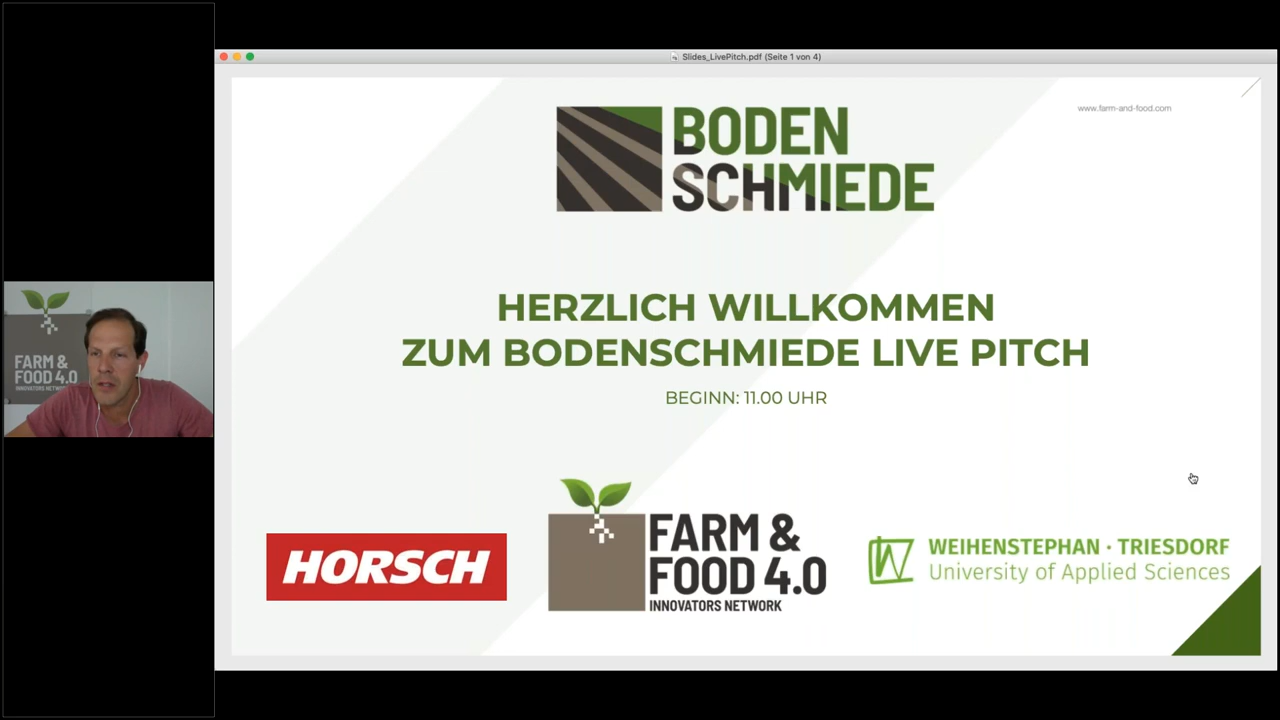 Slides_LivePitch.pdf (Seite 1 von 4)
www.farm-and-food.com
BODEN
SCHMIEDE
HERZLICH WILLKOMMEN
ZUM BODENSCHMIEDE LIVE PITCH
BEGINN: 11.00 UHR
FARM &
FOOD 4.0
INNOVATORS NETWORK
HORSCH
FARM &
FOOD 4.0
INNOVATORS NETWORK
WEIHENSTEPHAN · TRIESDORF
University of Applied Sciences